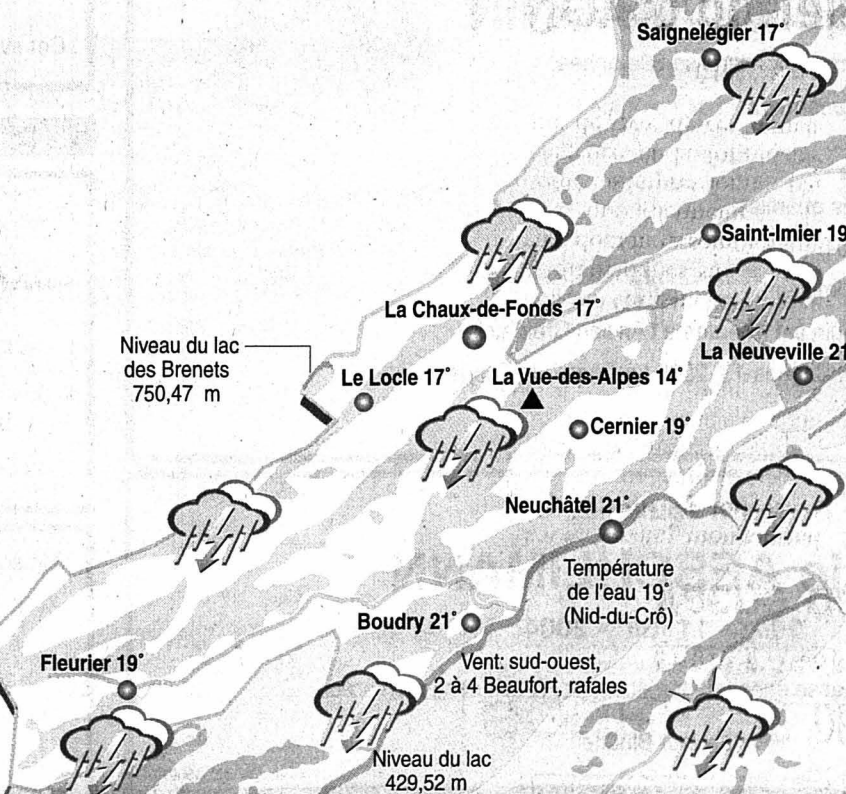 Saignelégier 17°
Saint-Imier 19
La Chaux-de-Fonds 17°
Niveau du lac
des Brenets
750,47 m
Le Locle 17°
La Vue-des-Alpes 14°
La Neuveville 21
Cernier 19°
Neuchâtel 21°
Température
de l'eau 19°
(Nid-du-Crô)
Boudry 21°
Fleurier 19°
Vent: sud-ouest,
2 à 4 Beaufort, rafales
Niveau du lac
429,52 m